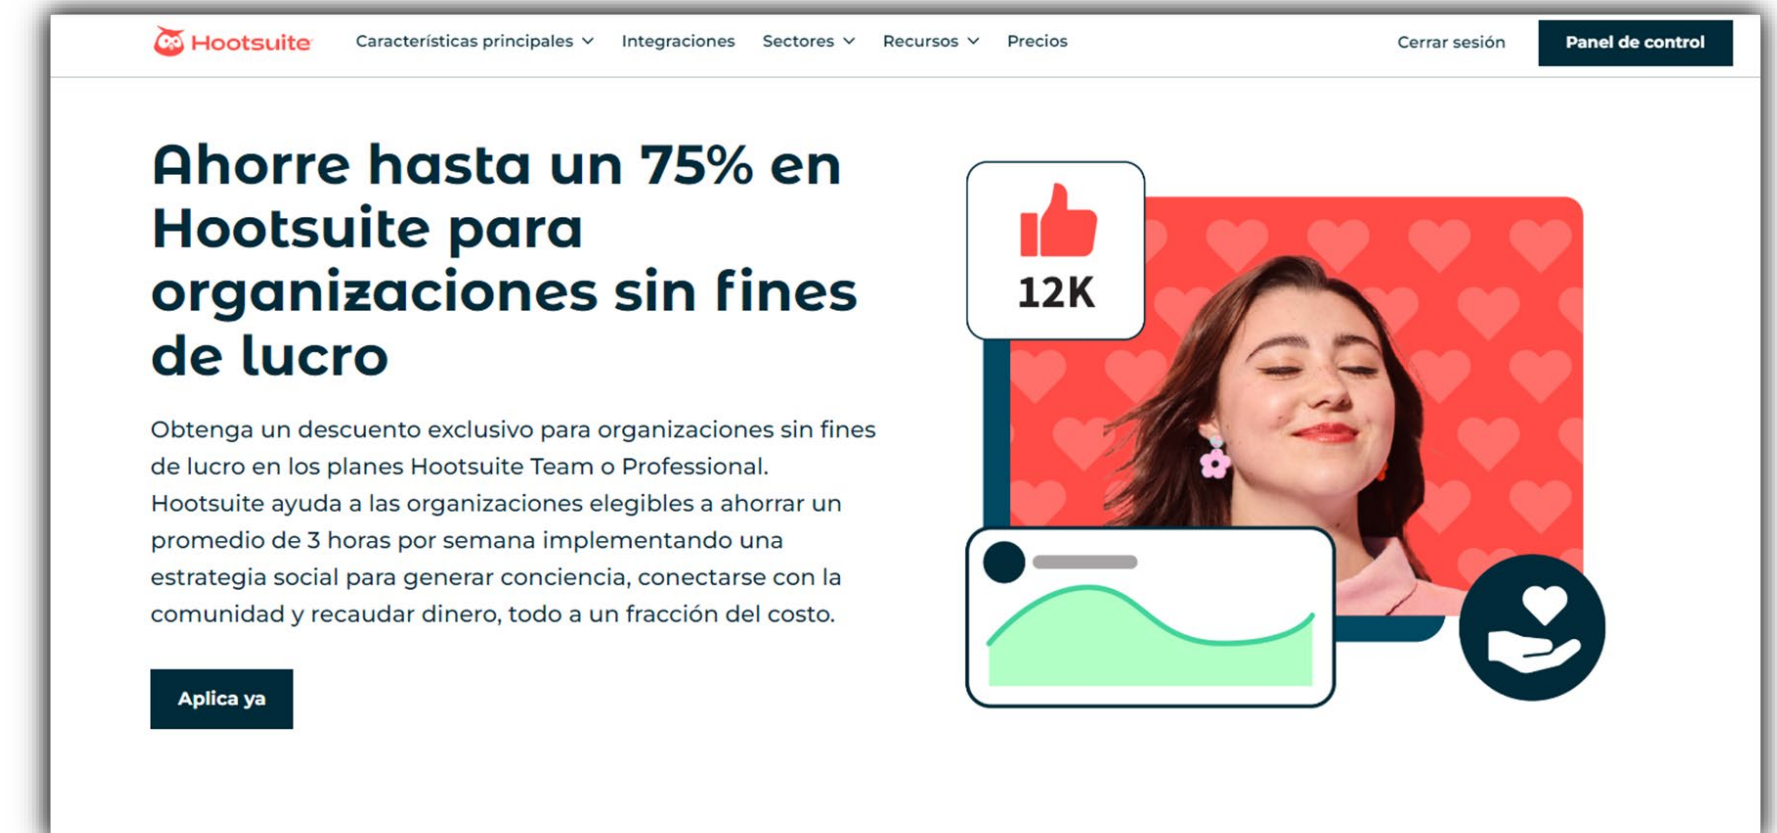 Hootsuite
Características principales
Integraciones
Sectores
Recursos
Precios
Cerrar sesión
Panel de control
Ahorre hasta un 75% en
Hootsuite para
organizaciones sin fines
de lucro
Obtenga un descuento exclusivo para organizaciones sin fines
de lucro en los planes Hootsuite Team o Professional.
Hootsuite ayuda a las organizaciones elegibles a ahorrar un
promedio de 3 horas por semana implementando una
estrategia social para generar conciencia, conectarse con la
comunidad y recaudar dinero, todo a un fracción del costo.
Aplica ya
12K